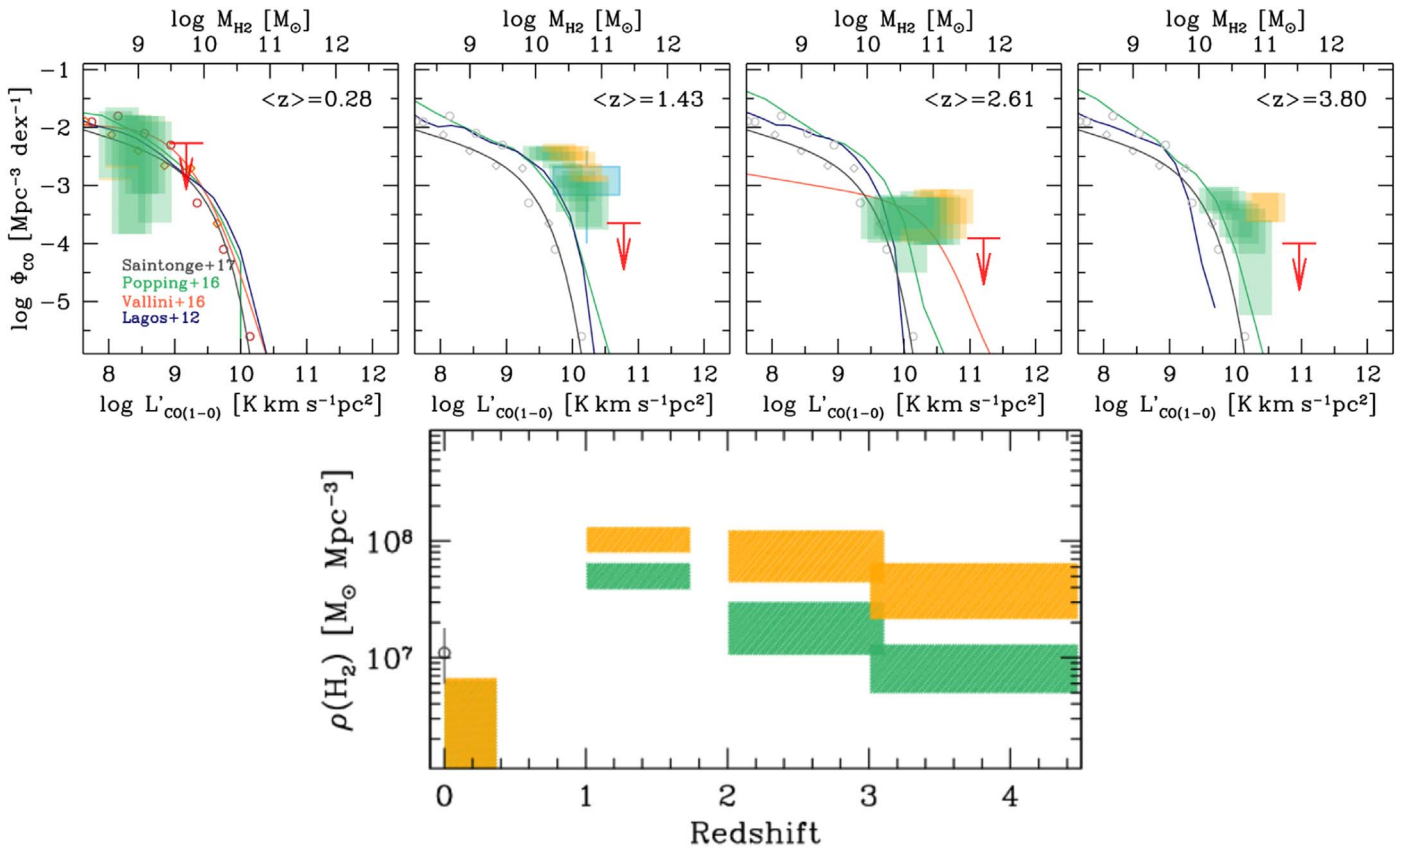 log M_H2 [M_⊙] log M_H2 [M_⊙] log M_H2 [M_⊙] log M_H2 [M_⊙]
9 10 11 12 9 10 11 12 9 10 11 12 9 10 11 12
log Φ_CO [Mpc⁻³ dex⁻¹]
−1
−2
−3
−4
−5
<z>=0.28
<z>=1.43
<z>=2.61
<z>=3.80
Saintonge+17
Popping+16
Vallini+16
Lagos+12
8 9 10 11 12 8 9 10 11 12 8 9 10 11 12 8 9 10 11 12
log L'_CO(1−0) [K km s⁻¹pc²] log L'_CO(1−0) [K km s⁻¹pc²] log L'_CO(1−0) [K km s⁻¹pc²] log L'_CO(1−0) [K km s⁻¹pc²]
ρ(H₂) [M_⊙ Mpc⁻³]
10⁸
10⁷
0 1 2 3 4
Redshift